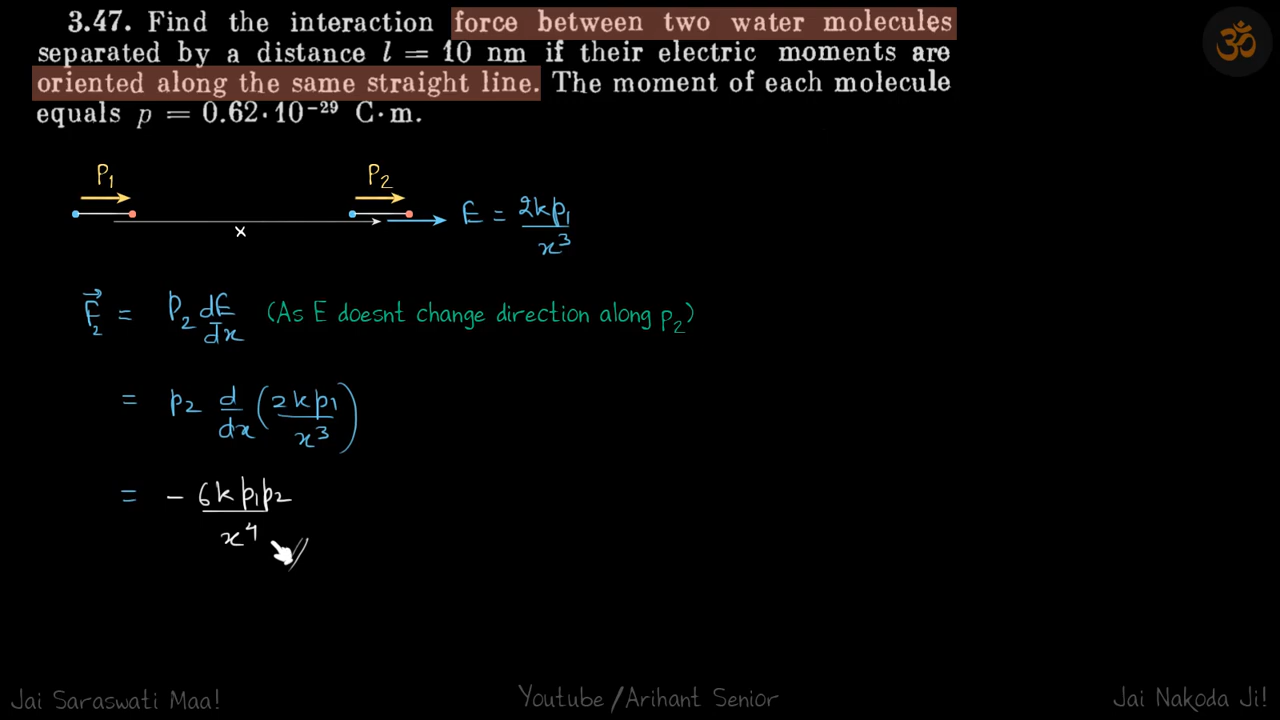 3.47. Find the interaction force between two water molecules
separated by a distance l = 10 nm if their electric moments are
oriented along the same straight line. The moment of each molecule
equals p = 0.62·10⁻²⁹ C·m.
ॐ
P₁ P₂
x
E = 2kp₁/x³
F⃗₂ = P₂ dE/dx (As E doesnt change direction along p₂)
= p₂ d/dx (2kp₁/x³)
= - 6kp₁p₂/x⁴
Jai Saraswati Maa! Youtube/Arihant Senior Jai Nakoda Ji!